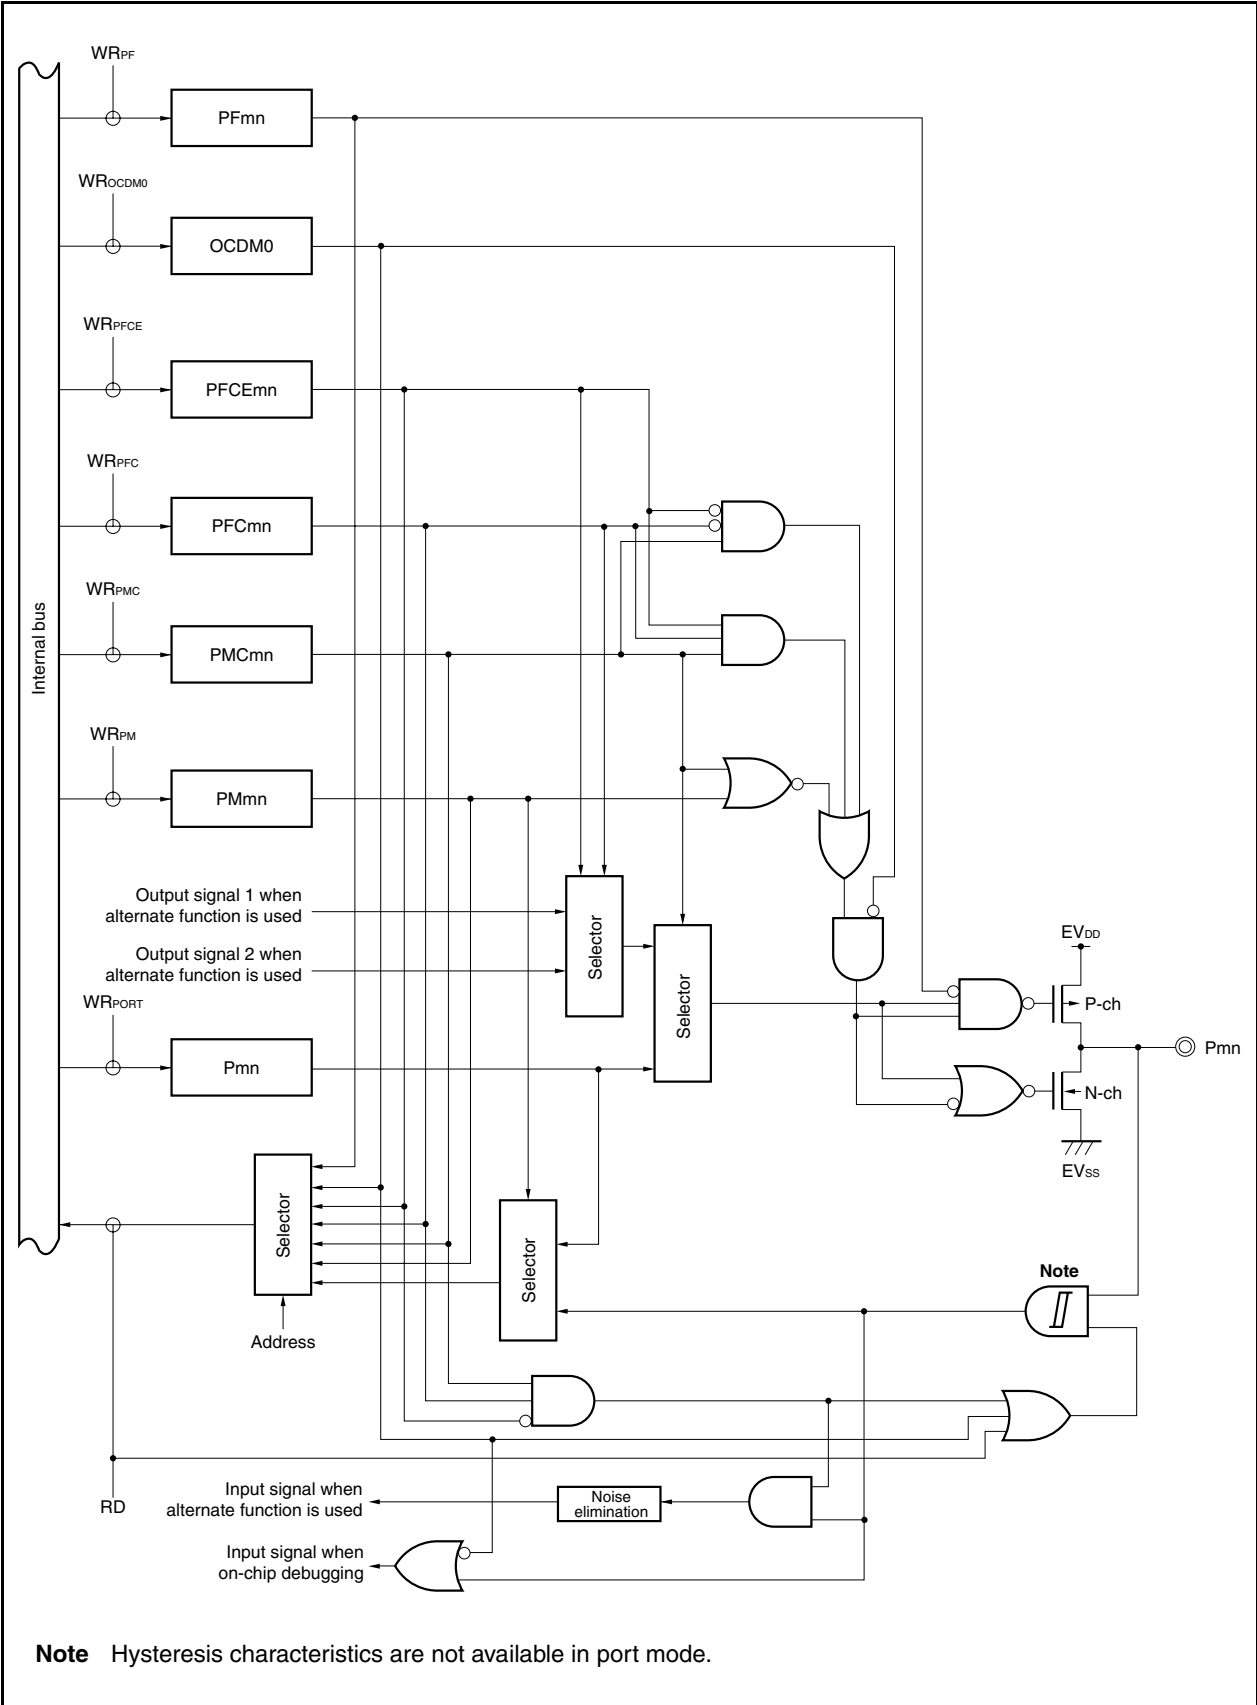 WRPF
PFmn
WROCDM0
OCDM0
WRPFCE
PFCEmn
WRPFC
PFCmn
WRPMC
PMCmn
Internal bus
WRPM
PMmn
Output signal 1 when
alternate function is used
Output signal 2 when
alternate function is used
Selector
Selector
WRPORT
Pmn
EVDD
P-ch
Pmn
N-ch
EVSS
Selector
Selector
Address
Note
RD
Input signal when
alternate function is used
Noise
elimination
Input signal when
on-chip debugging
Note Hysteresis characteristics are not available in port mode.